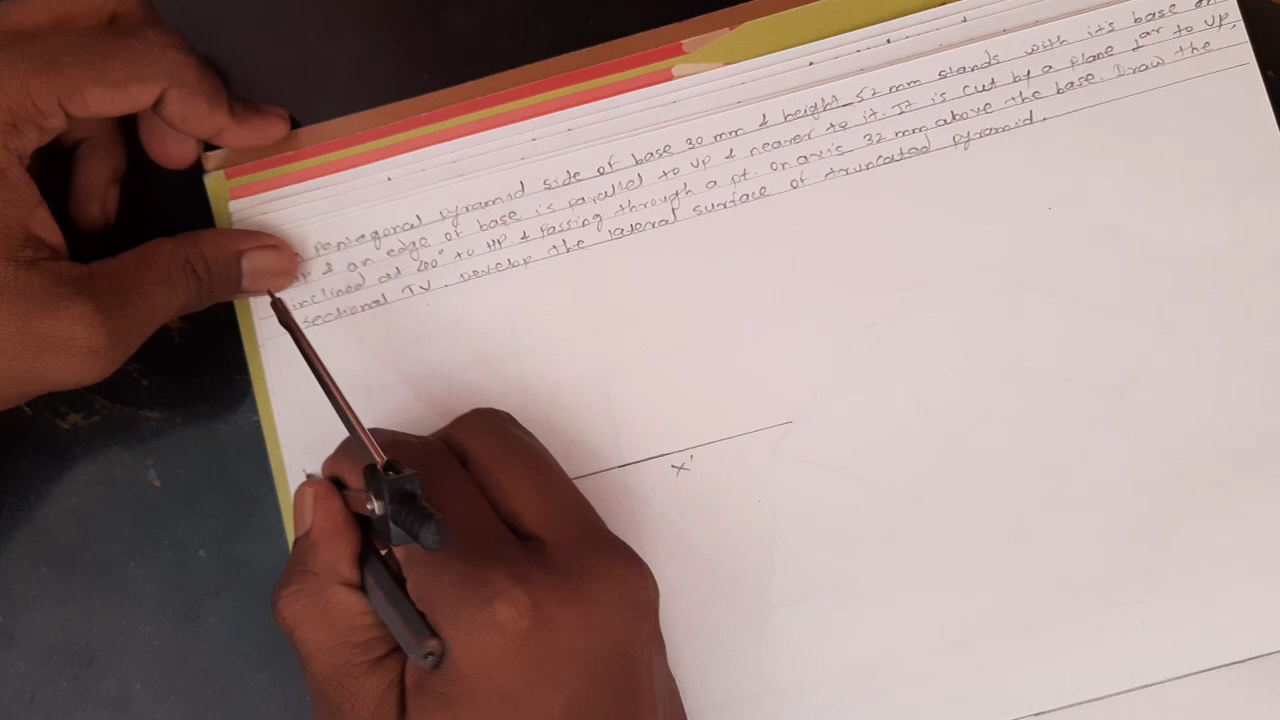 Pentagonal pyramid side of base 30 mm & height 52 mm stands with it's base on
HP & an edge of base is parallel to VP & nearer to it. It is cut by a plane ⊥ar to VP,
inclined at 40° to HP & passing through a pt. on axis 32 mm above the base. Draw the
sectional TV. Develop the lateral surface of truncated pyramid.
X'